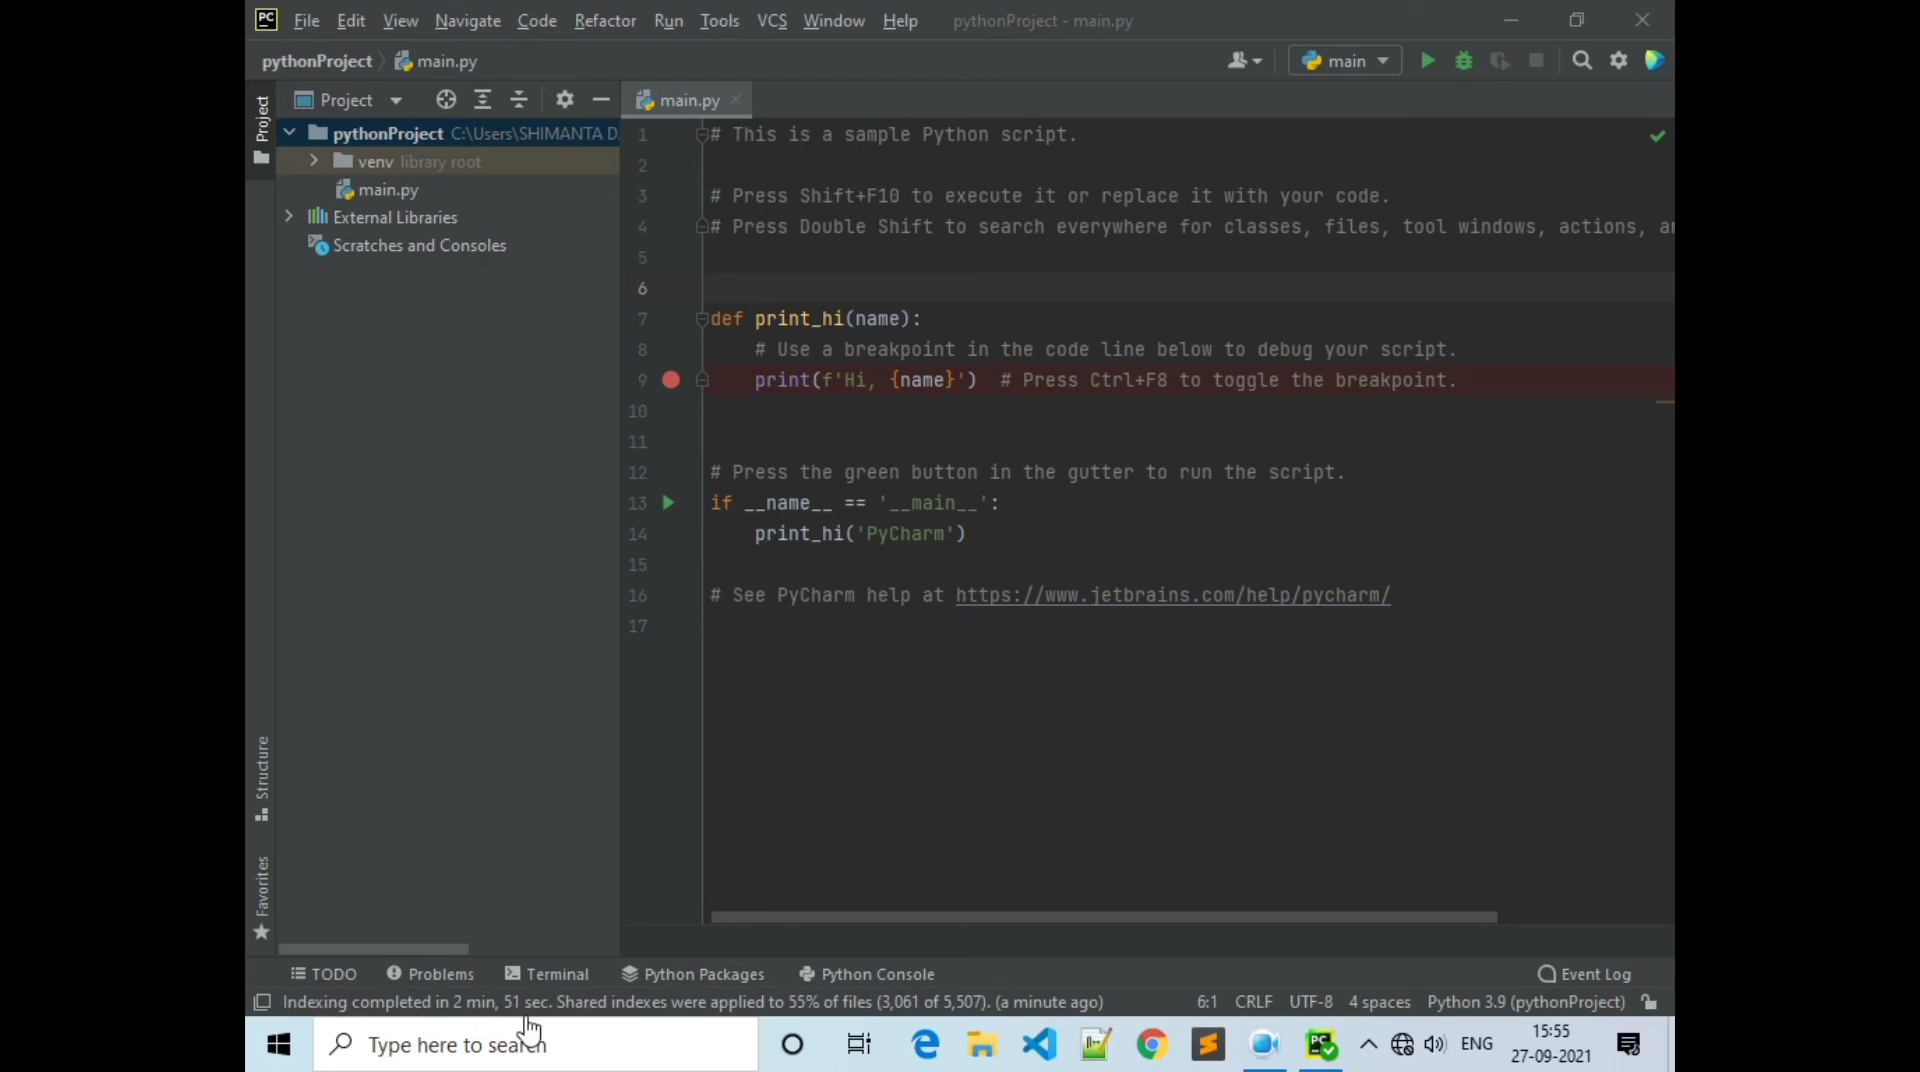 PC File Edit View Navigate Code Refactor Run Tools VCS Window Help pythonProject - main.py
pythonProject main.py main
Project main.py
Project
pythonProject C:\Users\SHIMANTA D
venv library root
main.py
External Libraries
Scratches and Consoles
1 # This is a sample Python script.
2
3 # Press Shift+F10 to execute it or replace it with your code.
4 # Press Double Shift to search everywhere for classes, files, tool windows, actions, a
5
6
7 def print_hi(name):
8 # Use a breakpoint in the code line below to debug your script.
9 print(f'Hi, {name}') # Press Ctrl+F8 to toggle the breakpoint.
10
11
12 # Press the green button in the gutter to run the script.
13 if __name__ == '__main__':
14 print_hi('PyCharm')
15
16 # See PyCharm help at https://www.jetbrains.com/help/pycharm/
17
Structure
Favorites
TODO Problems Terminal Python Packages Python Console Event Log
Indexing completed in 2 min, 51 sec. Shared indexes were applied to 55% of files (3,061 of 5,507). (a minute ago) 6:1 CRLF UTF-8 4 spaces Python 3.9 (pythonProject)
Type here to search PC ENG 15:55
27-09-2021